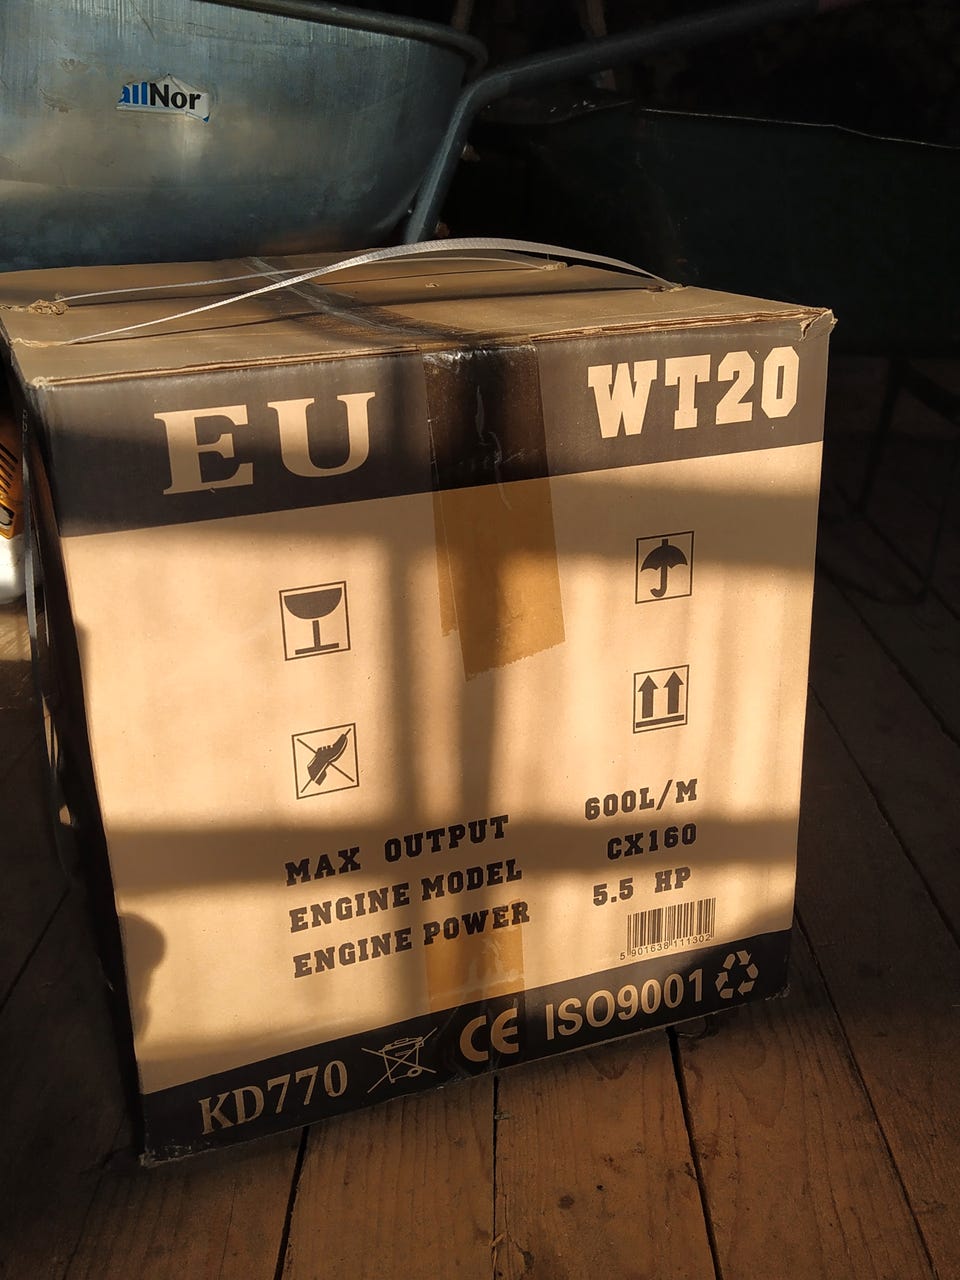 allNor
EU
WT20
MAX OUTPUT 600L/M
ENGINE MODEL CX160
ENGINE POWER 5.5 HP
5 901638 111302
KD770 CE ISO9001